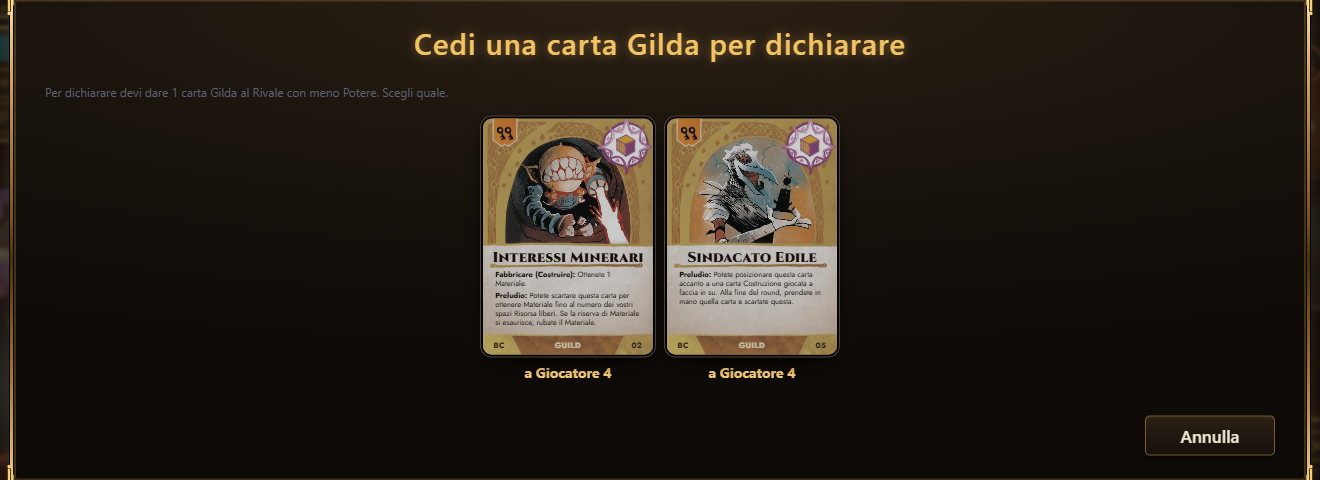 Cedi una carta Gilda per dichiarare
Per dichiarare devi dare 1 carta Gilda al Rivale con meno Potere. Scegli quale.
Interessi Minerari
Fabbricare (Costruire): Ottenete 1
Materiale.
Preludio: Potete scartare questa carta per
ottenere Materiale fino al numero dei vostri
spazi Risorsa liberi. Se la riserva di Materiale
si esaurisce, rubate il Materiale.
BC GUILD 02
a Giocatore 4
Sindacato Edile
Preludio: Potete posizionare questa carta
accanto a una carta Costruzione giocata a
faccia in su. Alla fine del round, prendete in
mano quella carta e scartate questa.
BC GUILD 05
a Giocatore 4
Annulla